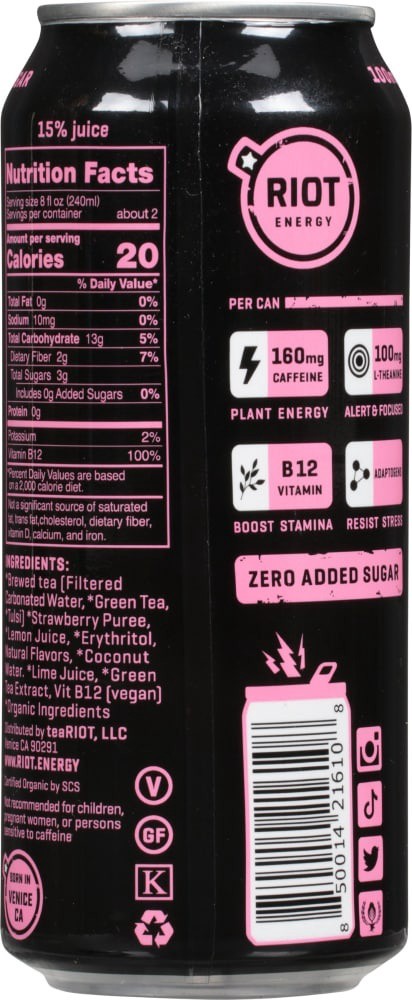 15% juice
Nutrition Facts
Serving size 8 fl oz (240ml)
Servings per container about 2
Amount per serving
Calories 20
% Daily Value*
Total Fat 0g 0%
Sodium 10mg 0%
Total Carbohydrate 13g 5%
Dietary Fiber 2g 7%
Total Sugars 3g
Includes 0g Added Sugars 0%
Protein 0g
Potassium 2%
Vitamin B12 100%
*Percent Daily Values are based
on a 2,000 calorie diet.
Not a significant source of saturated
fat, trans fat,cholesterol, dietary fiber,
vitamin D, calcium, and iron.
INGREDIENTS:
*Brewed tea (Filtered
Carbonated Water, *Green Tea,
*Tulsi) *Strawberry Puree,
*Lemon Juice, *Erythritol,
Natural Flavors, *Coconut
Water. *Lime Juice, *Green
Tea Extract, Vit B12 (vegan)
*Organic Ingredients
Distributed by teaRIOT, LLC
Venice CA 90291
WWW.RIOT.ENERGY
Certified Organic by SCS
Not recommended for children,
pregnant women, or persons
sensitive to caffeine
V
GF
K
BORN IN
VENICE
CA
RIOT
ENERGY
PER CAN
160mg
CAFFEINE
PLANT ENERGY
100mg
L-THEANINE
ALERT & FOCUSED
B12
VITAMIN
BOOST STAMINA
ADAPTOGENS
RESIST STRESS
ZERO ADDED SUGAR
8 50014 21610 8